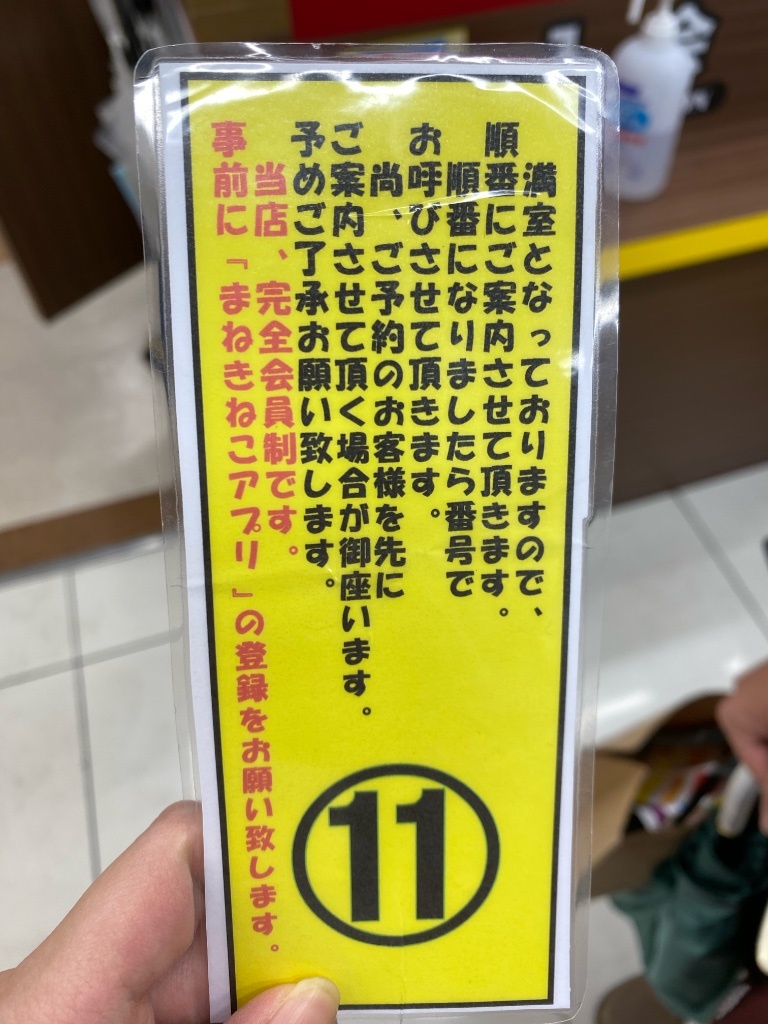 満室となっておりますので、
順番にご案内させて頂きます。
順番になりましたら番号で
お呼びさせて頂きます。
尚、ご予約のお客様を先に
ご案内させて頂く場合が御座います。
予めご了承お願い致します。
当店、完全会員制です。
事前に「まねきねこアプリ」の登録をお願い致します。
11